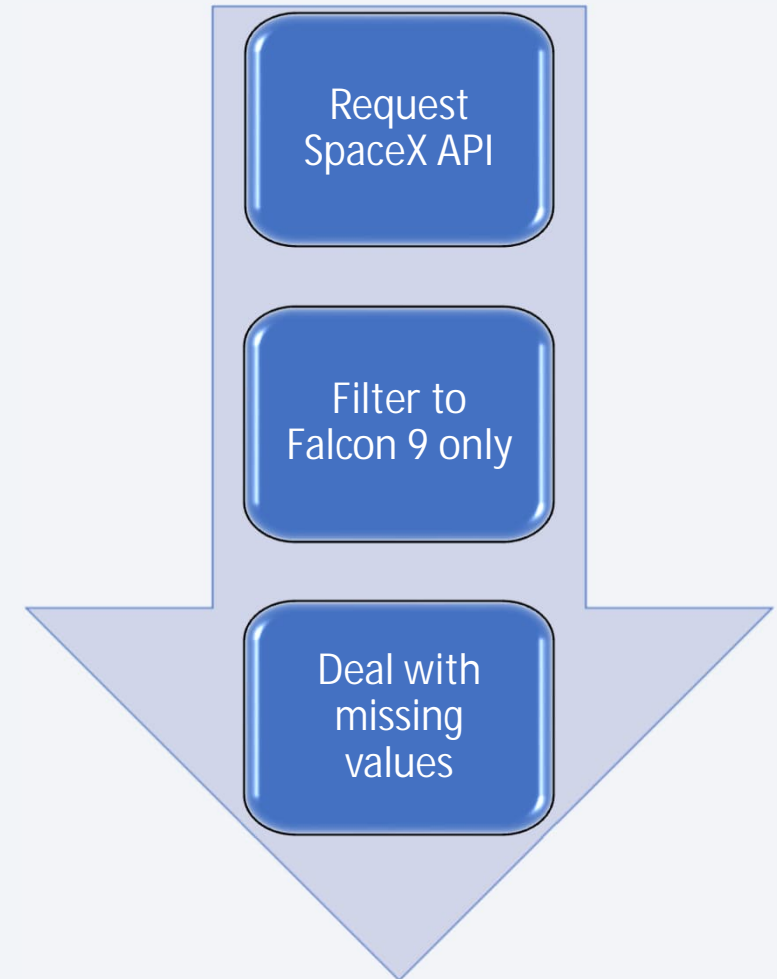 Request
SpaceX API
Filter to
Falcon 9 only
Deal with
missing
values